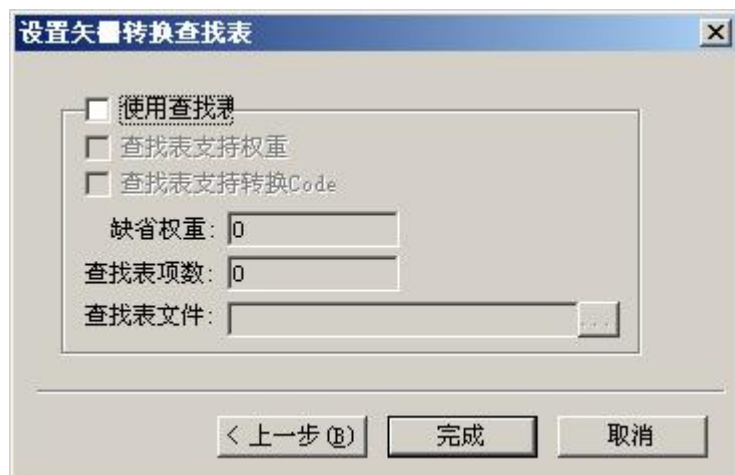 设置矢量转换查找表
使用查找表
查找表支持权重
查找表支持转换Code
缺省权重: 0
查找表项数: 0
查找表文件:
...
< 上一步(B) 完成 取消